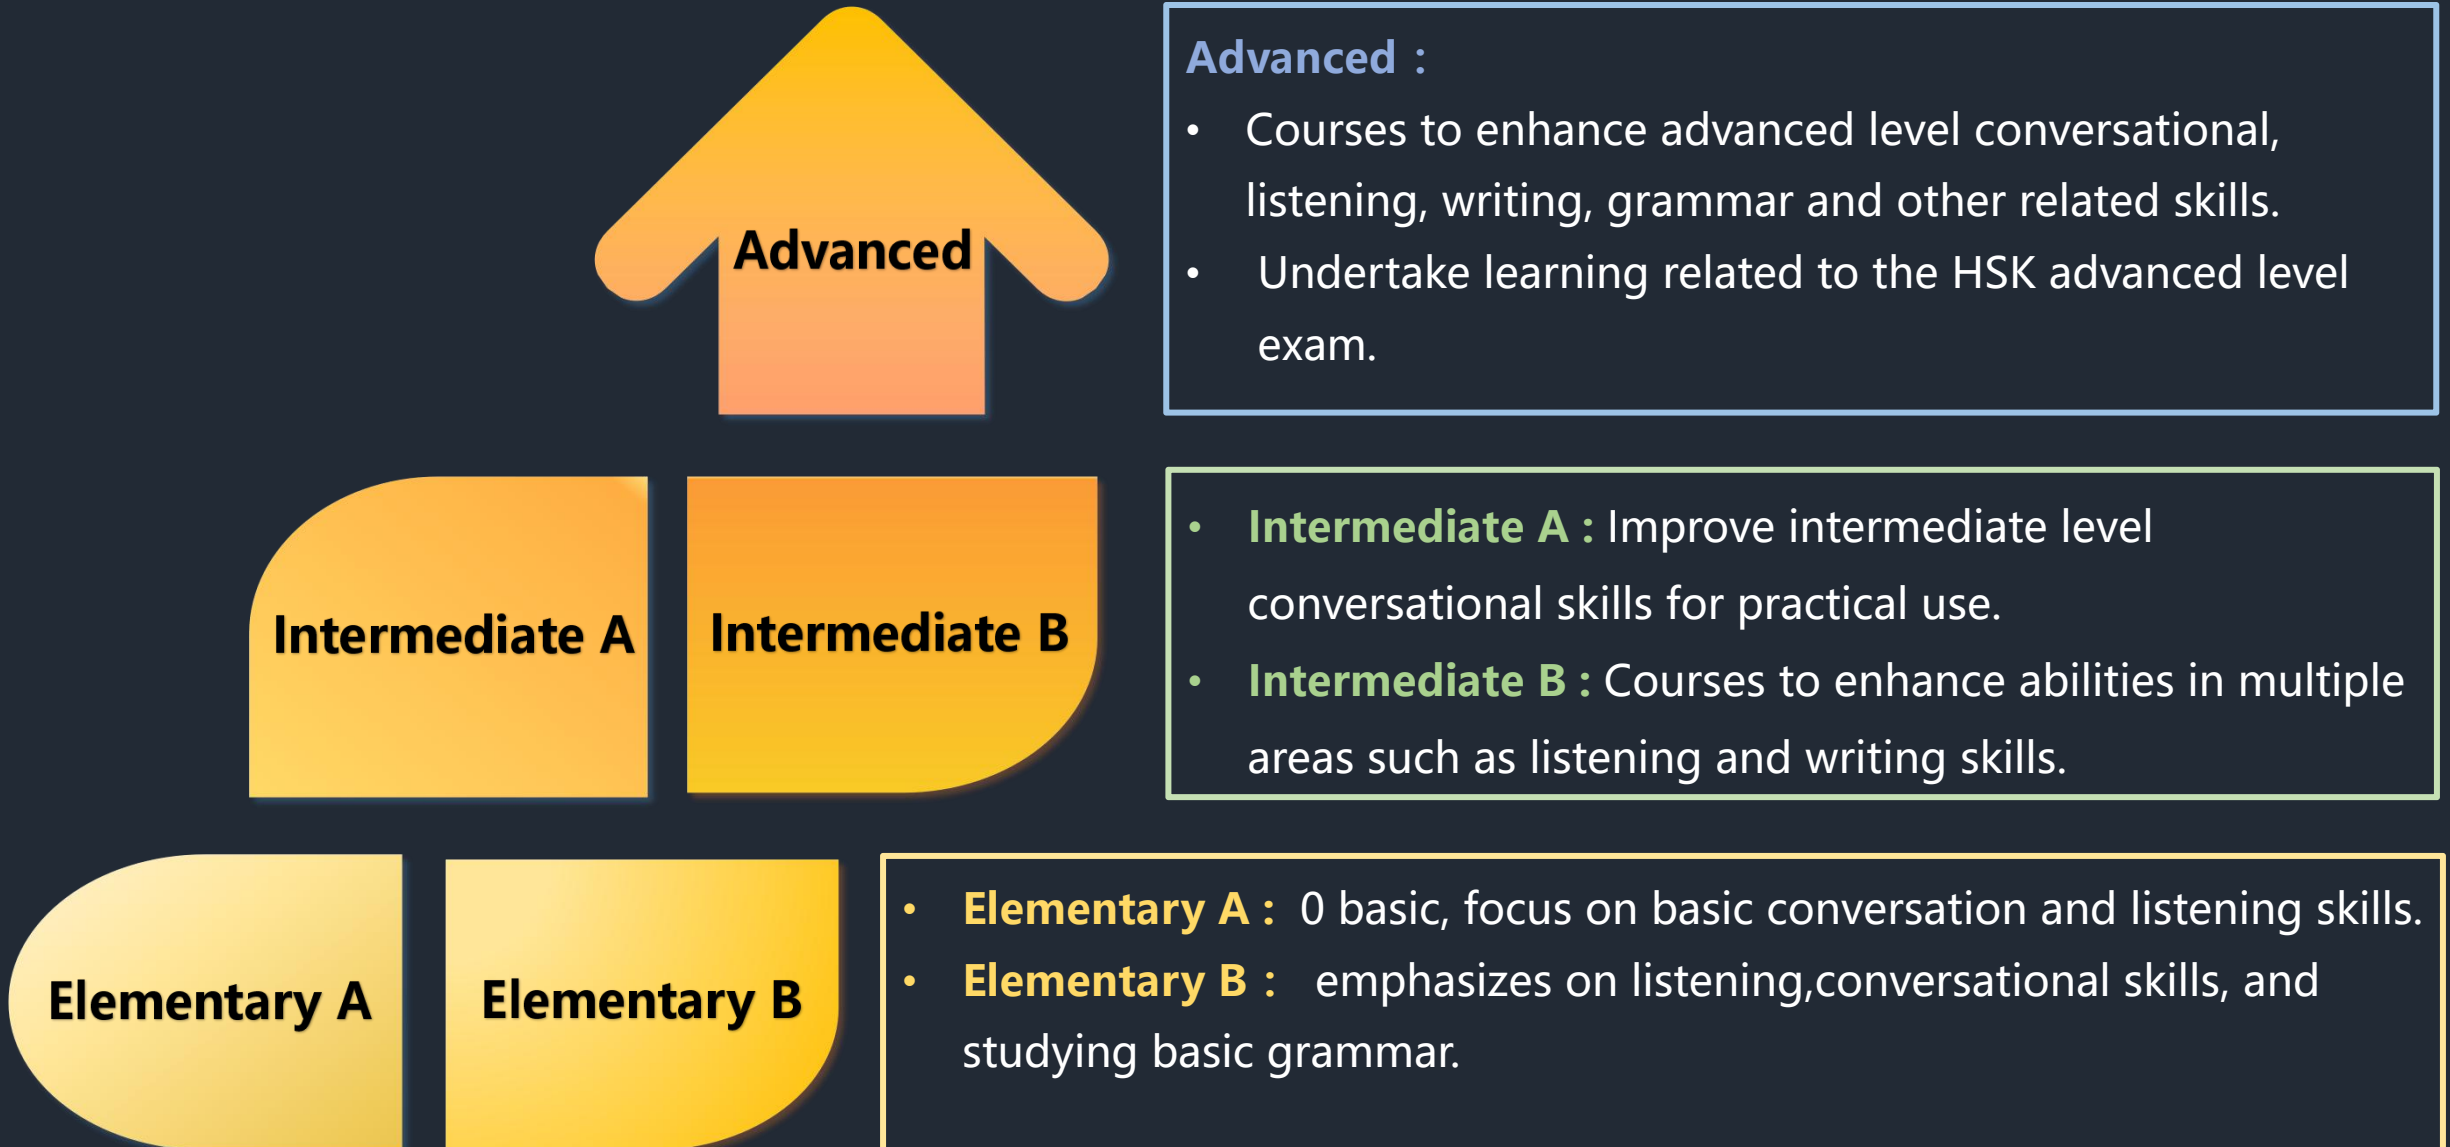 Advanced
Advanced：
• Courses to enhance advanced level conversational,
listening, writing, grammar and other related skills.
• Undertake learning related to the HSK advanced level
exam.
Intermediate A
Intermediate B
• Intermediate A : Improve intermediate level
conversational skills for practical use.
• Intermediate B : Courses to enhance abilities in multiple
areas such as listening and writing skills.
Elementary A
Elementary B
• Elementary A : 0 basic, focus on basic conversation and listening skills.
• Elementary B： emphasizes on listening,conversational skills, and
studying basic grammar.